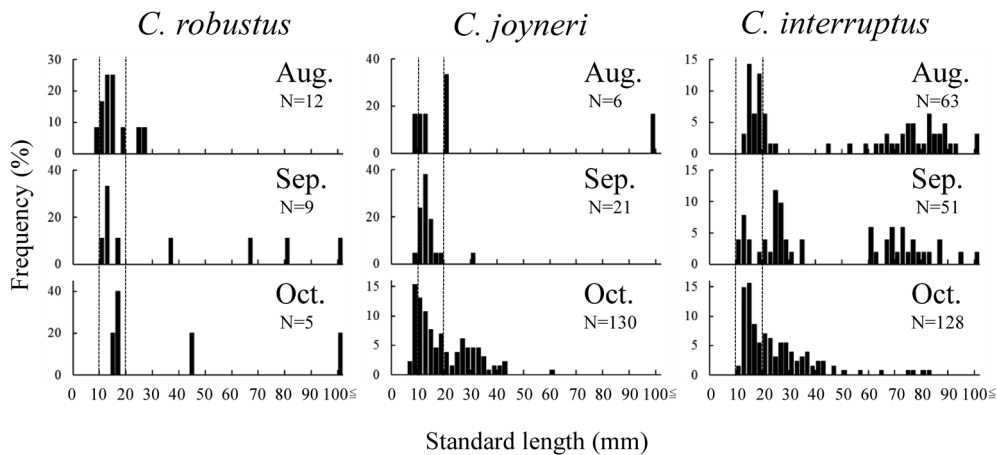 C. robustus
C. joyneri
C. interruptus
Frequency (%)
30
20
10
0
Aug.
N=12
40
20
0
Aug.
N=6
15
10
5
0
Aug.
N=63
40
20
0
Sep.
N=9
40
20
0
Sep.
N=21
15
10
5
0
Sep.
N=51
40
20
0
Oct.
N=5
15
10
5
0
Oct.
N=130
15
10
5
0
Oct.
N=128
0 10 20 30 40 50 60 70 80 90 100≦
0 10 20 30 40 50 60 70 80 90 100≦
0 10 20 30 40 50 60 70 80 90 100≦
Standard length (mm)